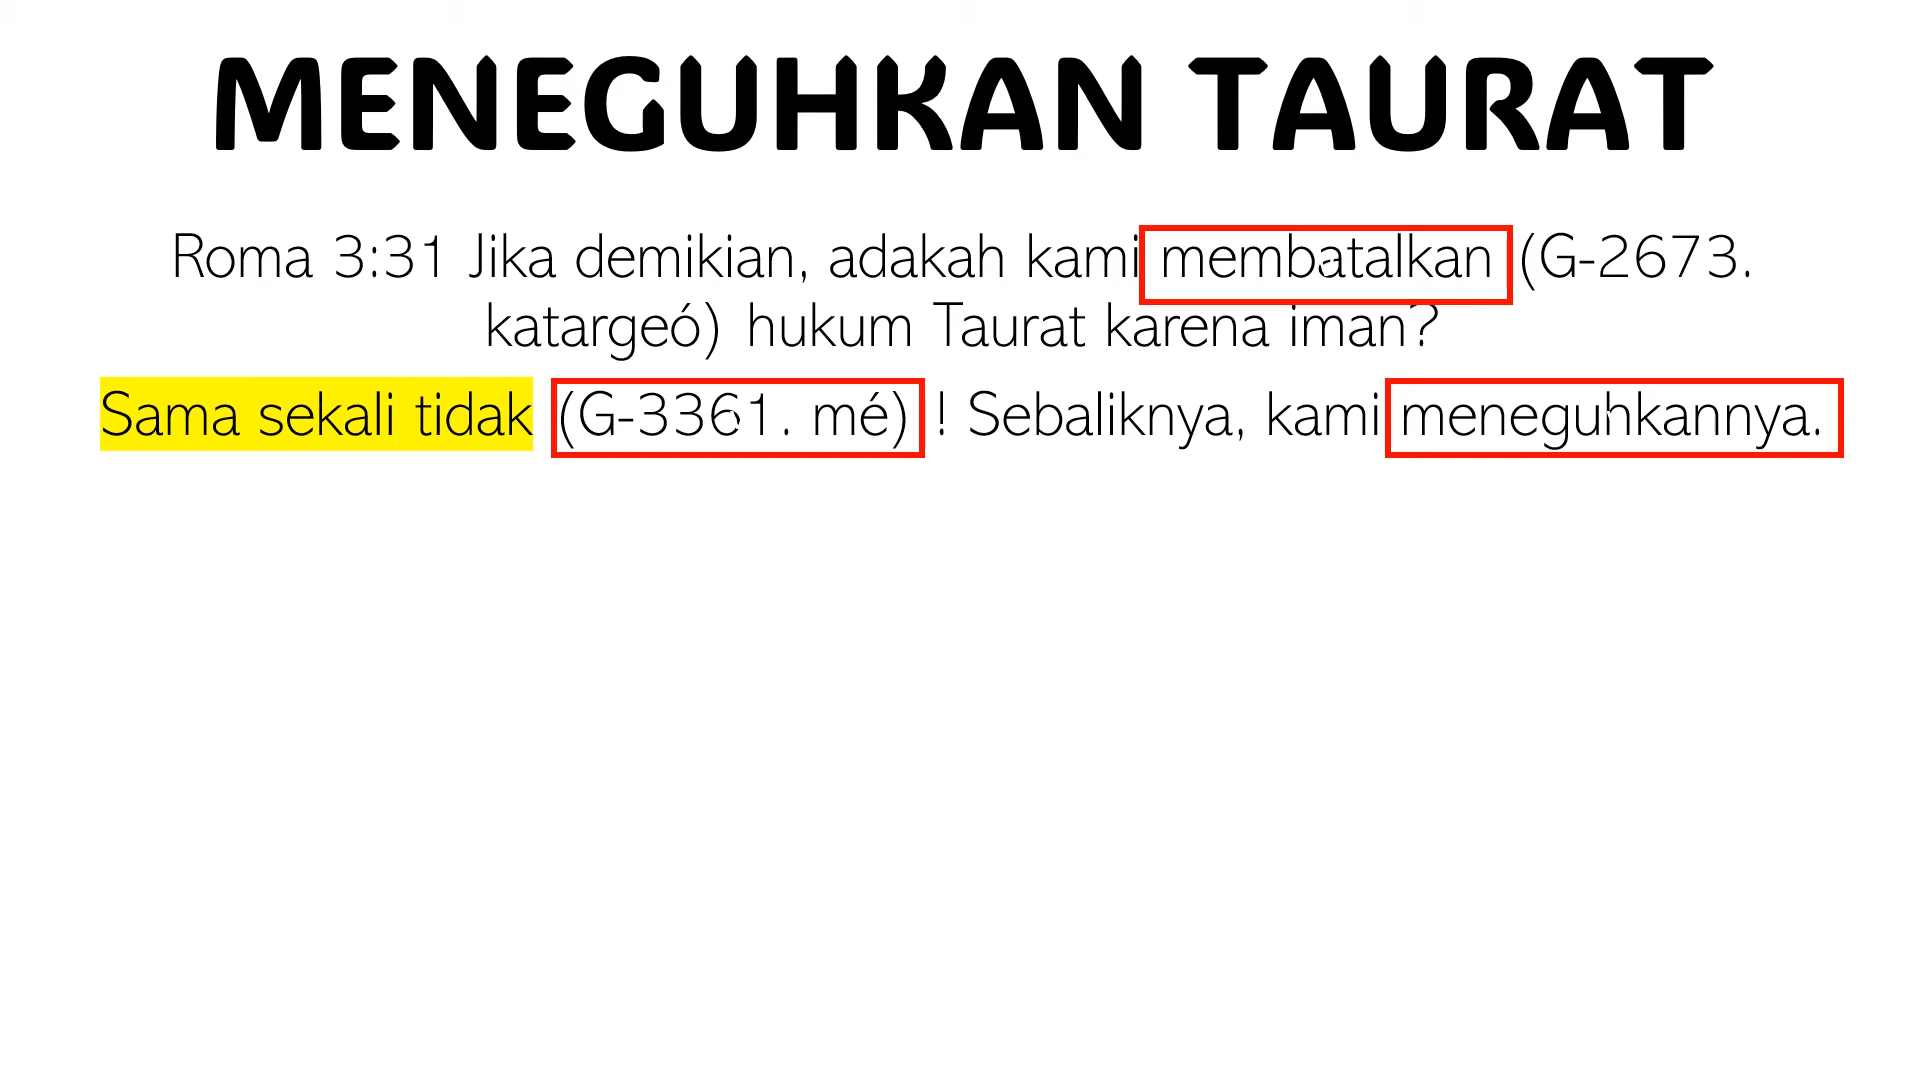 MENEGUHKAN TAURAT
Roma 3:31 Jika demikian, adakah kami membatalkan (G-2673.
katargeó) hukum Taurat karena iman?
Sama sekali tidak (G-3361. mé) ! Sebaliknya, kami meneguhkannya.